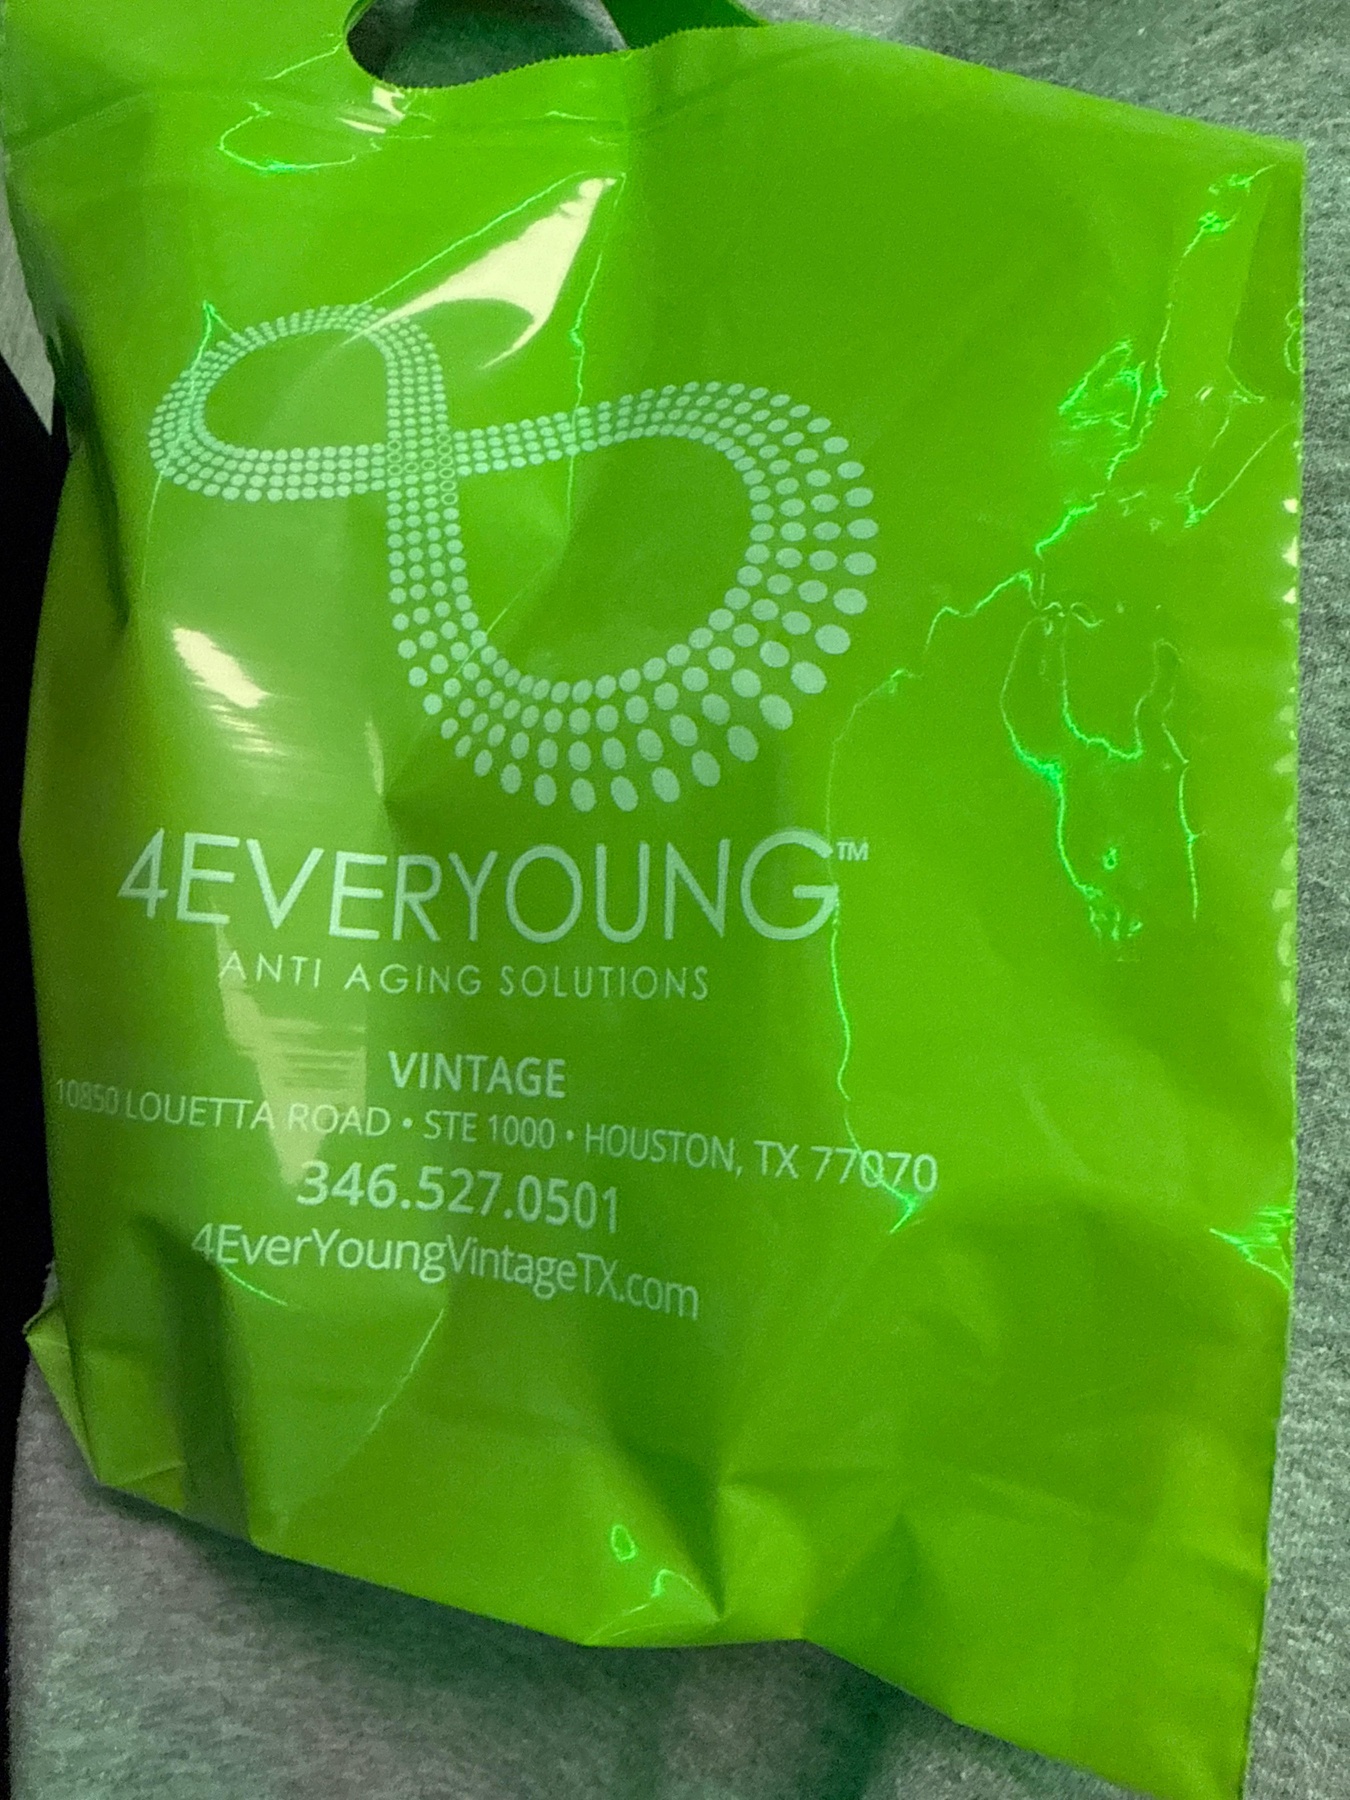 4EVERYOUNG™
ANTI AGING SOLUTIONS
VINTAGE
10850 LOUETTA ROAD • STE 1000 • HOUSTON, TX 77070
346.527.0501
4EverYoungVintageTX.com